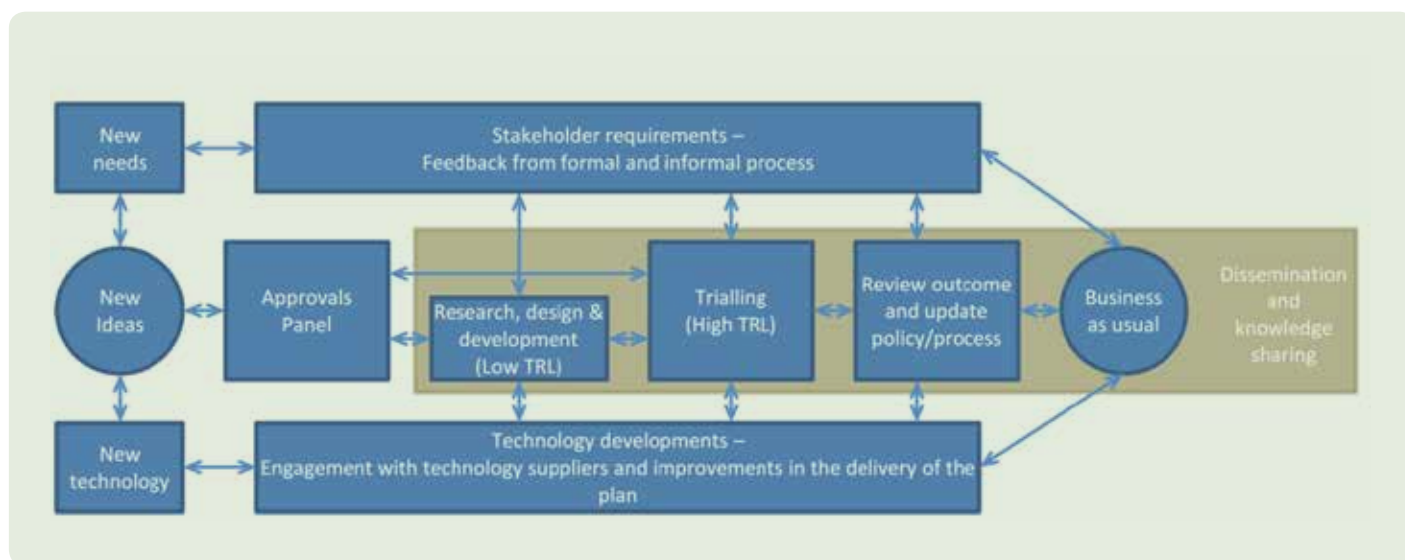 New
needs
Stakeholder requirements –
Feedback from formal and informal process
New
Ideas
Approvals
Panel
Research, design &
development
(Low TRL)
Trialling
(High TRL)
Review outcome
and update
policy/process
Business
as usual
Dissemination
and
knowledge
sharing
New
technology
Technology developments –
Engagement with technology suppliers and improvements in the delivery of the
plan